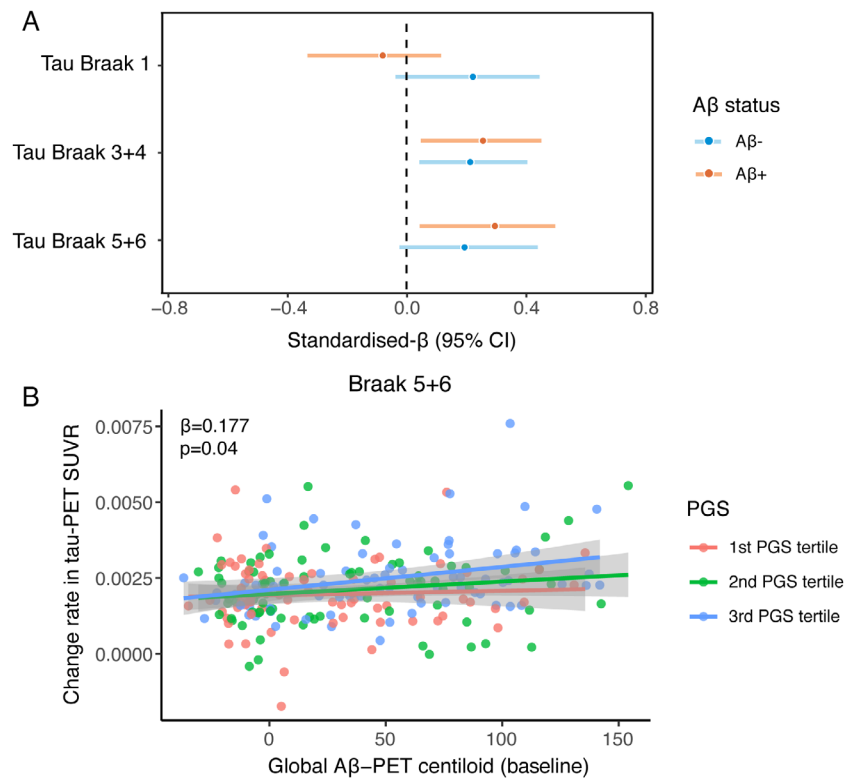 A
Tau Braak 1
Tau Braak 3+4
Tau Braak 5+6
−0.8
−0.4
0.0
0.4
0.8
Standardised-β (95% CI)
Aβ status
Aβ-
Aβ+
B
Braak 5+6
β=0.177
p=0.04
Change rate in tau-PET SUVR
0.0075
0.0050
0.0025
0.0000
0
50
100
150
Global Aβ−PET centiloid (baseline)
PGS
1st PGS tertile
2nd PGS tertile
3rd PGS tertile